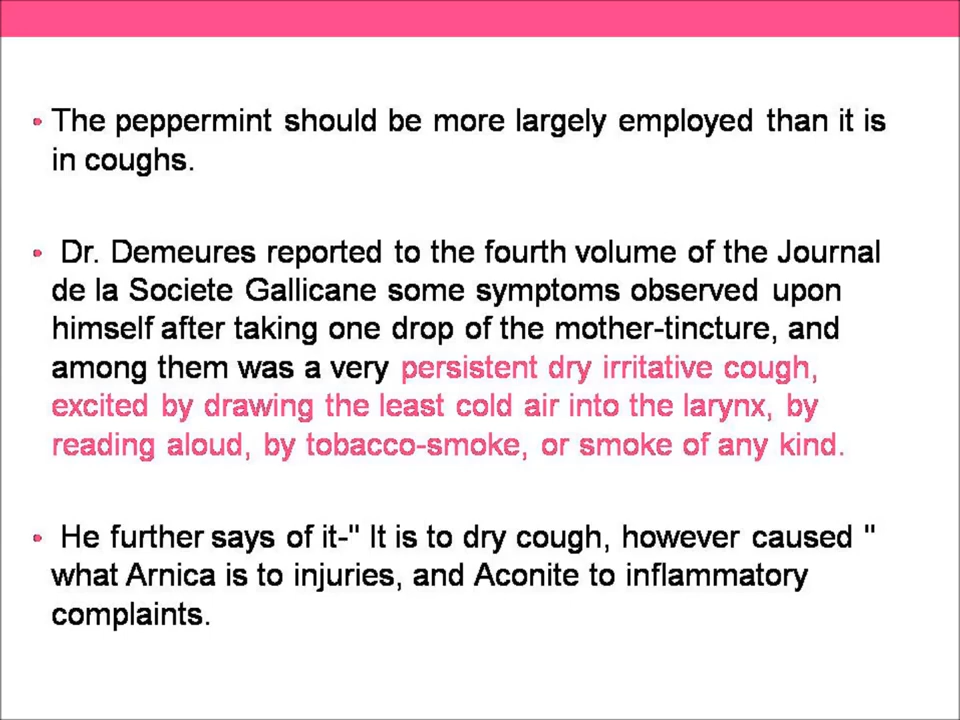 • The peppermint should be more largely employed than it is
in coughs.
• Dr. Demeures reported to the fourth volume of the Journal
de la Societe Gallicane some symptoms observed upon
himself after taking one drop of the mother-tincture, and
among them was a very persistent dry irritative cough,
excited by drawing the least cold air into the larynx, by
reading aloud, by tobacco-smoke, or smoke of any kind.
• He further says of it-" It is to dry cough, however caused "
what Arnica is to injuries, and Aconite to inflammatory
complaints.